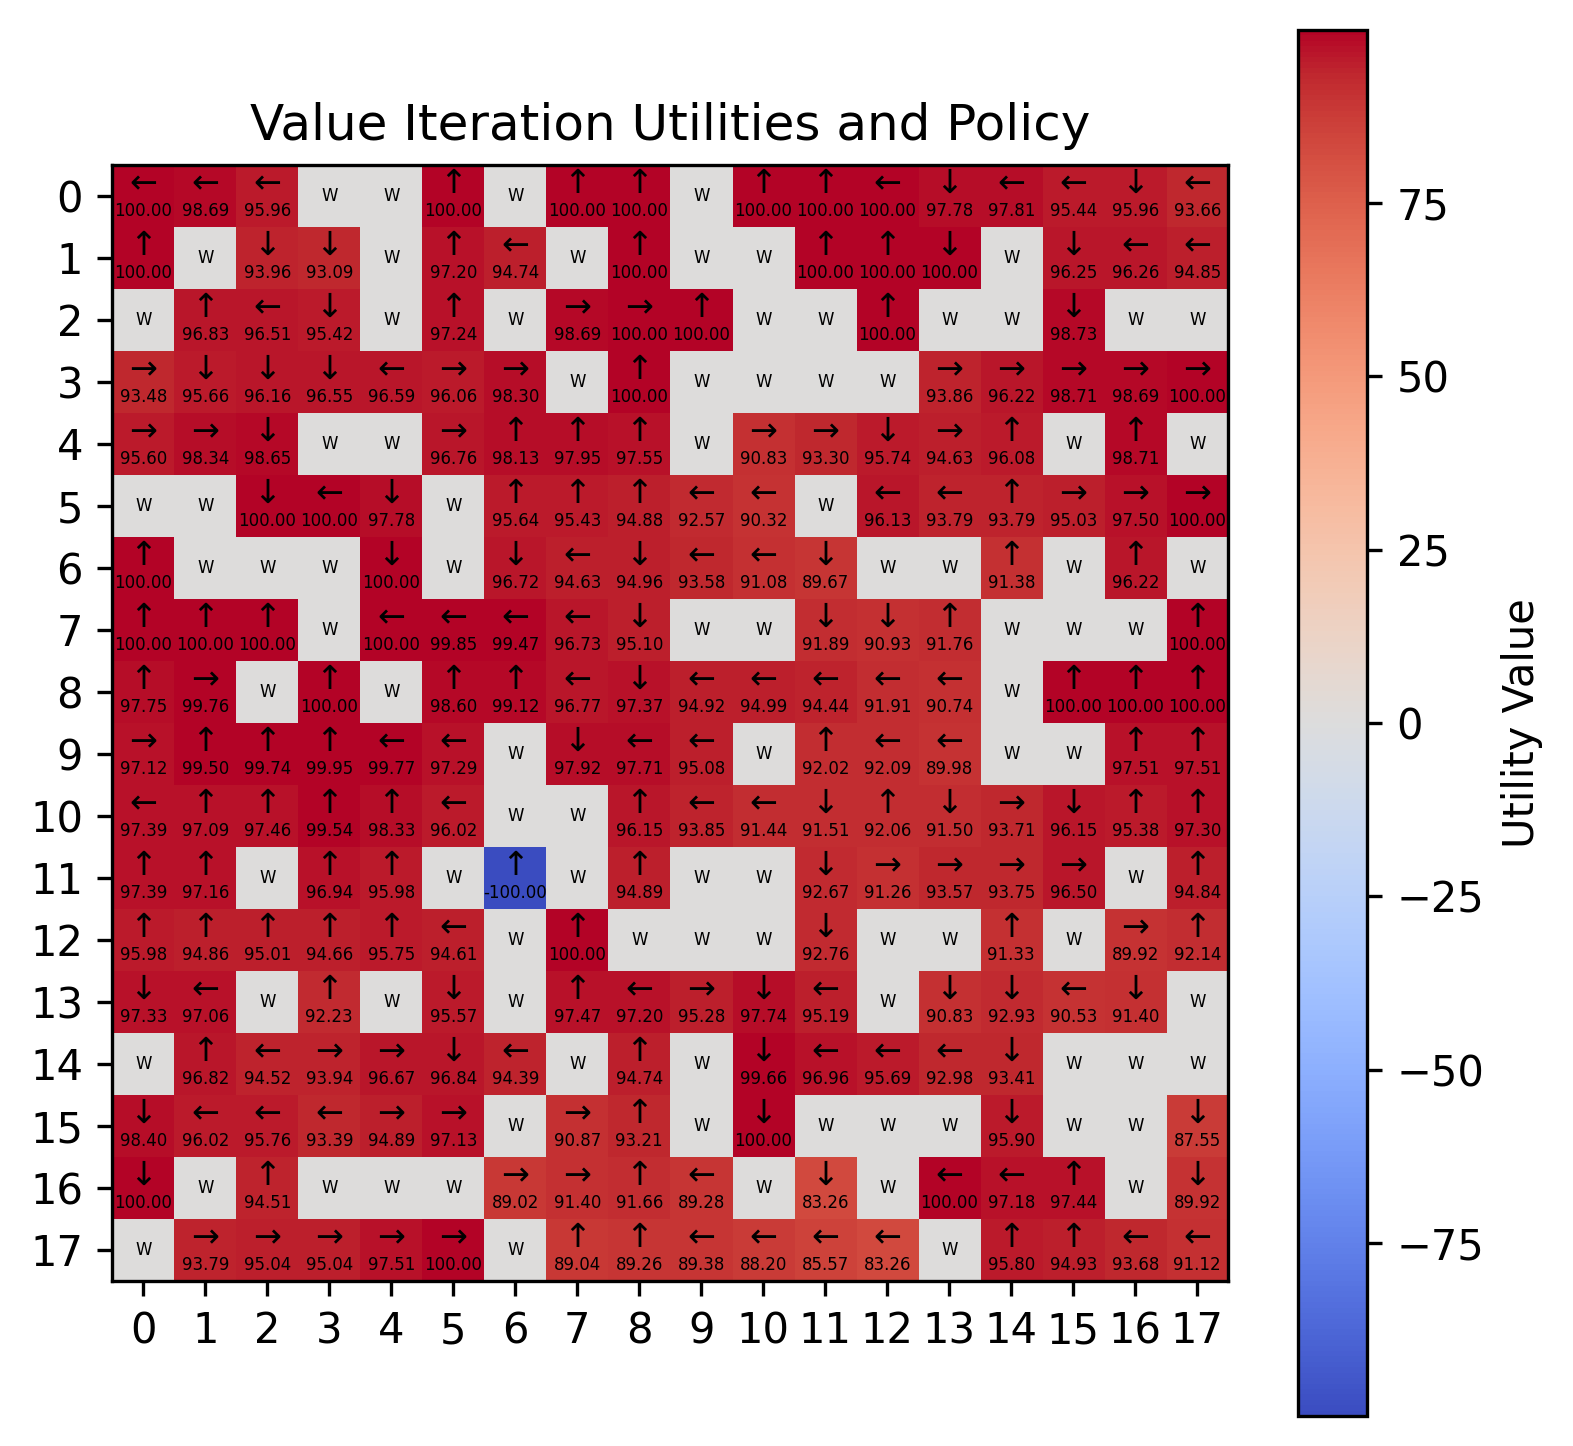 Value Iteration Utilities and Policy
0 ← ← ← W W ↑ W ↑ ↑ W ↑ ↑ ← ↓ ← ← ↓ ←
100.00 98.69 95.96 100.00 100.00 100.00 100.00 100.00 100.00 97.78 97.81 95.44 95.96 93.66
1 ↑ W ↓ ↓ W ↑ ← W ↑ W W ↑ ↑ ↓ W ↓ ← ←
100.00 93.96 93.09 97.20 94.74 100.00 100.00 100.00 100.00 96.25 96.26 94.85
2 W ↑ ← ↓ W ↑ W → → ↑ W W ↑ W W ↓ W W
96.83 96.51 95.42 97.24 98.69 100.00 100.00 100.00 98.73
3 → ↓ ↓ ↓ ← → → W ↑ W W W W → → → → →
93.48 95.66 96.16 96.55 96.59 96.06 98.30 100.00 93.86 96.22 98.71 98.69 100.00
4 → → ↓ W W → ↑ ↑ ↑ W → → ↓ → ↑ W ↑ W
95.60 98.34 98.65 96.76 98.13 97.95 97.55 90.83 93.30 95.74 94.63 96.08 98.71
5 W W ↓ ← ↓ W ↑ ↑ ↑ ← ← W ← ← ↑ → → →
100.00 100.00 97.78 95.64 95.43 94.88 92.57 90.32 96.13 93.79 93.79 95.03 97.50 100.00
6 ↑ W W W ↓ W ↓ ← ↓ ← ← ↓ W W ↑ W ↑ W
100.00 100.00 96.72 94.63 94.96 93.58 91.08 89.67 91.38 96.22
7 ↑ ↑ ↑ W ← ← ← ← ↓ W W ↓ ↓ ↑ W W W ↑
100.00 100.00 100.00 100.00 99.85 99.47 96.73 95.10 91.89 90.93 91.76 100.00
8 ↑ → W ↑ W ↑ ↑ ← ↓ ← ← ← ← ← W ↑ ↑ ↑
97.75 99.76 100.00 98.60 99.12 96.77 97.37 94.92 94.99 94.44 91.91 90.74 100.00 100.00 100.00
9 → ↑ ↑ ↑ ← ← W ↓ ← ← W ↑ ← ← W W ↑ ↑
97.12 99.50 99.74 99.95 99.77 97.29 97.92 97.71 95.08 92.02 92.09 89.98 97.51 97.51
10 ← ↑ ↑ ↑ ↑ ← W W ↑ ← ← ↓ ↑ ↓ → ↓ ↑ ↑
97.39 97.09 97.46 99.54 98.33 96.02 96.15 93.85 91.44 91.51 92.06 91.50 93.71 96.15 95.38 97.30
11 ↑ ↑ W ↑ ↑ W ↑ W ↑ W W ↓ → → → → W ↑
97.39 97.16 96.94 95.98 -100.00 94.89 92.67 91.26 93.57 93.75 96.50 94.84
12 ↑ ↑ ↑ ↑ ↑ ← W ↑ W W W ↓ W W ↑ W → ↑
95.98 94.86 95.01 94.66 95.75 94.61 100.00 92.76 91.33 89.92 92.14
13 ↓ ← W ↑ W ↓ W ↑ ← → ↓ ← W ↓ ↓ ← ↓ W
97.33 97.06 92.23 95.57 97.47 97.20 95.28 97.74 95.19 90.83 92.93 90.53 91.40
14 W ↑ ← → → ↓ ← W ↑ W ↓ ← ← ← ↓ W W W
96.82 94.52 93.94 96.67 96.84 94.39 94.74 99.66 96.96 95.69 92.98 93.41
15 ↓ ← ← ← → → W → ↑ W ↓ W W W ↓ W W ↓
98.40 96.02 95.76 93.39 94.89 97.13 90.87 93.21 100.00 95.90 87.55
16 ↓ W ↑ W W W → → ↑ ← W ↓ W ← ← ↑ W ↓
100.00 94.51 89.02 91.40 91.66 89.28 83.26 100.00 97.18 97.44 89.92
17 W → → → → → W ↑ ↑ ← ← ← ← W ↑ ↑ ← ←
93.79 95.04 95.04 97.51 100.00 89.04 89.26 89.38 88.20 85.57 83.26 95.80 94.93 93.68 91.12
0 1 2 3 4 5 6 7 8 9 10 11 12 13 14 15 16 17
75
50
25
0
−25
−50
−75
Utility Value